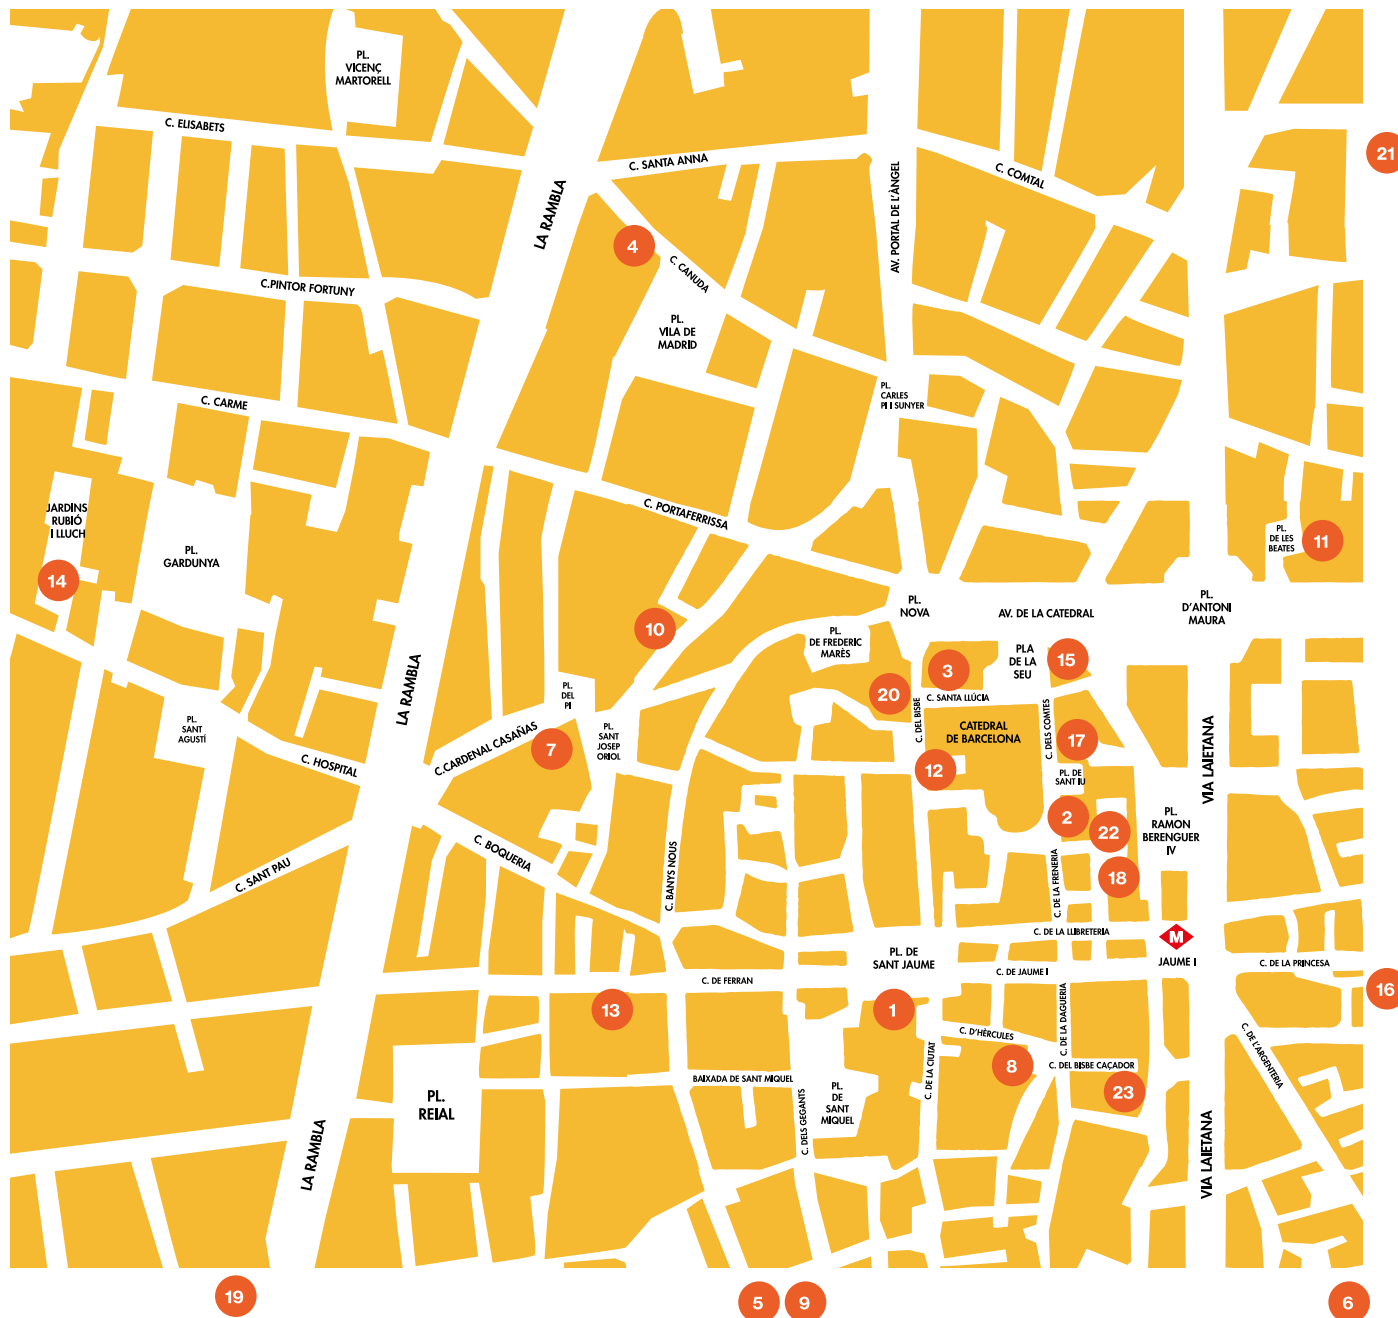 PL.
VICENÇ
MARTORELL
C. ELISABETS
C. SANTA ANNA
C. COMTAL
21
LA RAMBLA
AV. PORTAL DE L'ÀNGEL
4
C. CANUDA
C.PINTOR FORTUNY
PL.
VILA DE
MADRID
PL.
CARLES
PI I SUNYER
C. CARME
C. PORTAFERRISSA
JARDINS
RUBIÓ
I LLUCH
PL.
GARDUNYA
PL.
DE LES
BEATES
11
14
PL.
NOVA
AV. DE LA CATEDRAL
PL.
D'ANTONI
MAURA
10
PL.
DE FREDERIC
MARÈS
3
PLA
DE LA
SEU
15
LA RAMBLA
PL.
DEL
PI
20
C. SANTA LLÚCIA
C. DEL BISBE
CATEDRAL
DE BARCELONA
C. DELS COMTES
17
PL.
SANT
AGUSTÍ
PL.
SANT
JOSEP
ORIOL
C.CARDENAL CASAÑAS
7
C. HOSPITAL
12
PL. DE
SANT IU
VIA LAIETANA
2
22
PL.
RAMON
BERENGUER
IV
C. BOQUERIA
C. SANT PAU
C. BANYS NOUS
C. DE LA FRENERIA
18
C. DE LA LLIBRETERIA
M
JAUME I
PL. DE
SANT JAUME
C. DE JAUME I
C. DE LA PRINCESA
C. DE FERRAN
16
13
1
C. D'HÈRCULES
C. DE LA DAGUERIA
C. DE L'ARGENTERIA
8
C. DEL BISBE CAÇADOR
C. DE LA CIUTAT
BAIXADA DE SANT MIQUEL
23
PL.
REIAL
PL.
DE
SANT
MIQUEL
C. DELS GEGANTS
LA RAMBLA
VIA LAIETANA
19
5
9
6